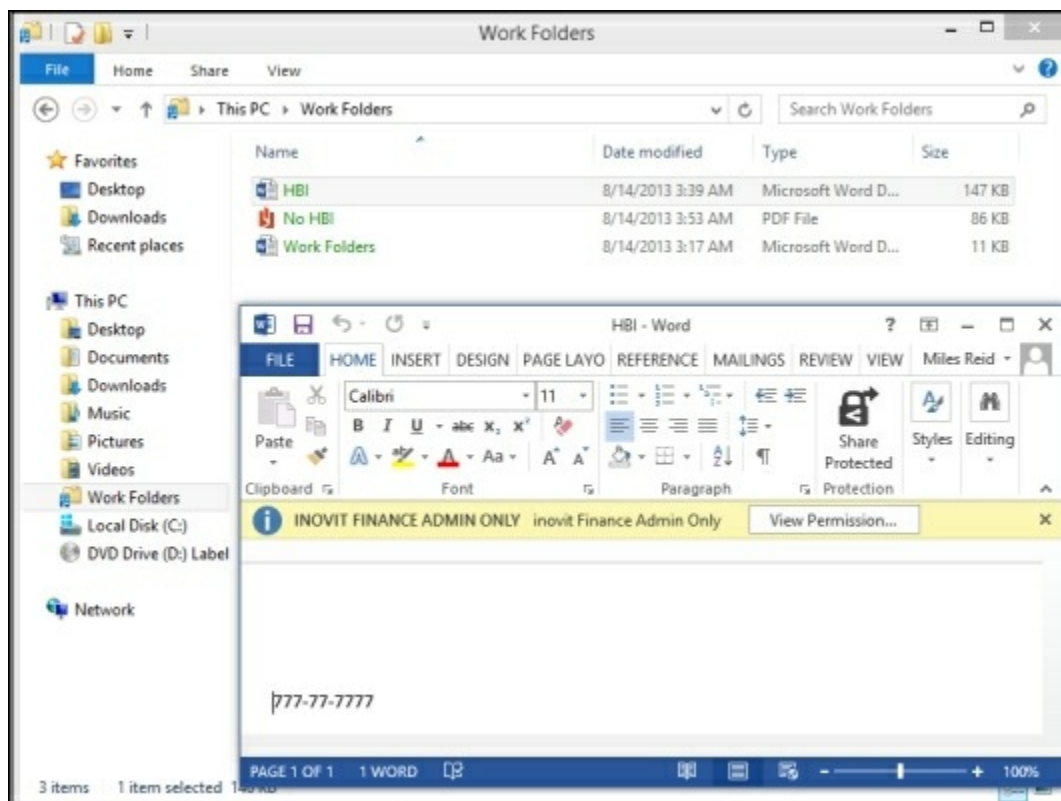 Work Folders
File Home Share View
This PC Work Folders Search Work Folders
Name Date modified Type Size
HBI 8/14/2013 3:39 AM Microsoft Word D... 147 KB
No HBI 8/14/2013 3:53 AM PDF File 86 KB
Work Folders 8/14/2013 3:17 AM Microsoft Word D... 11 KB
Favorites
Desktop
Downloads
Recent places
This PC
Desktop
Documents
Downloads
Music
Pictures
Videos
Work Folders
Local Disk (C:)
DVD Drive (D:) Label
Network
3 items 1 item selected
HBI - Word
FILE HOME INSERT DESIGN PAGE LAYO REFERENCE MAILINGS REVIEW VIEW Miles Reid
Paste
Calibri 11
B I U abc X₂ X²
A A Aa A A
Share
Protected
Styles Editing
Clipboard Font Paragraph Protection
INOVIT FINANCE ADMIN ONLY inovit Finance Admin Only View Permission...
777-77-7777
PAGE 1 OF 1 1 WORD 100%